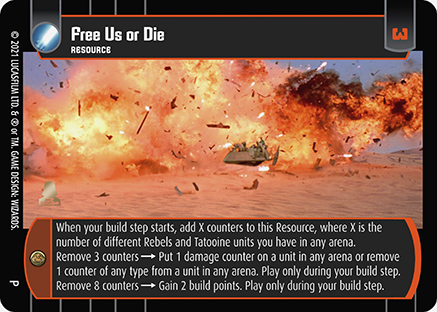 Free Us or Die
RESOURCE
© 2021 LUCASFILM LTD. & ® or TM. GAME DESIGN: WIZARDS.
P
When your build step starts, add X counters to this Resource, where X is the
number of different Rebels and Tatooine units you have in any arena.
Remove 3 counters → Put 1 damage counter on a unit in any arena or remove
1 counter of any type from a unit in any arena. Play only during your build step.
Remove 8 counters → Gain 2 build points. Play only during your build step.